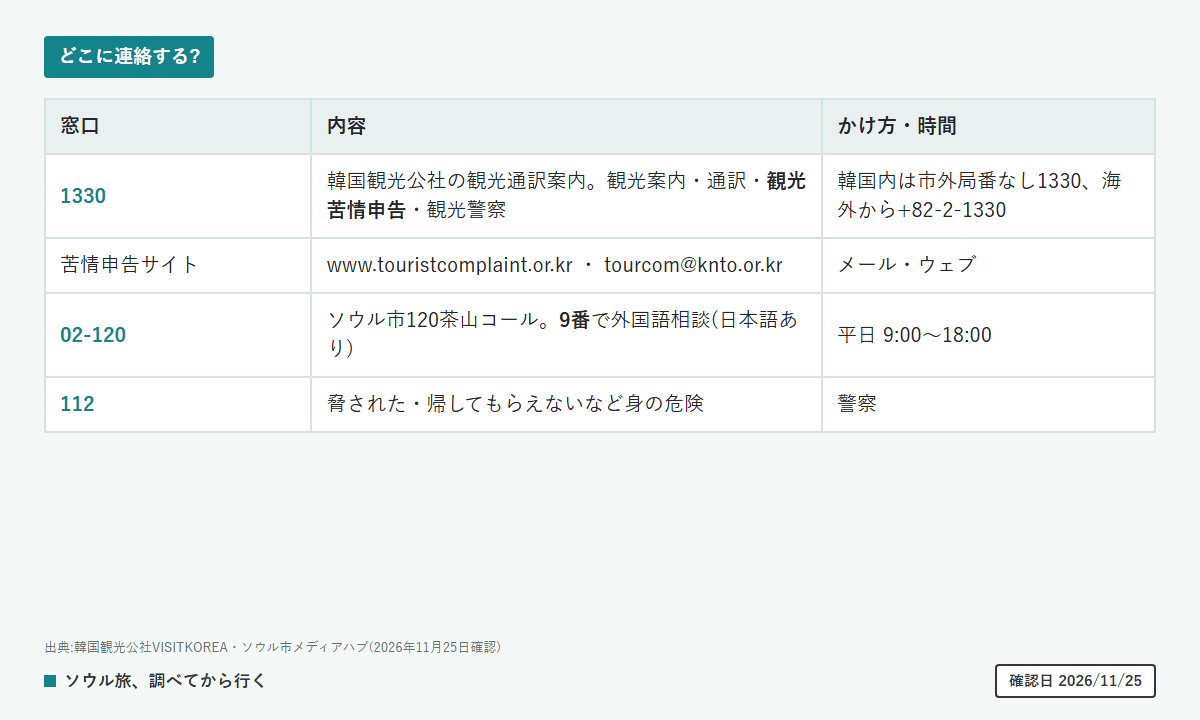 どこに連絡する?
窓口
内容
かけ方・時間
1330
韓国観光公社の観光通訳案内。観光案内・通訳・観光
苦情申告・観光警察
韓国内は市外局番なし1330、海
外から+82-2-1330
苦情申告サイト
www.touristcomplaint.or.kr ・ tourcom@knto.or.kr
メール・ウェブ
02-120
ソウル市120茶山コール。9番で外国語相談(日本語あ
り)
平日 9:00〜18:00
112
脅された・帰してもらえないなど身の危険
警察
出典:韓国観光公社VISITKOREA・ソウル市メディアハブ(2026年11月25日確認)
ソウル旅、調べてから行く
確認日 2026/11/25